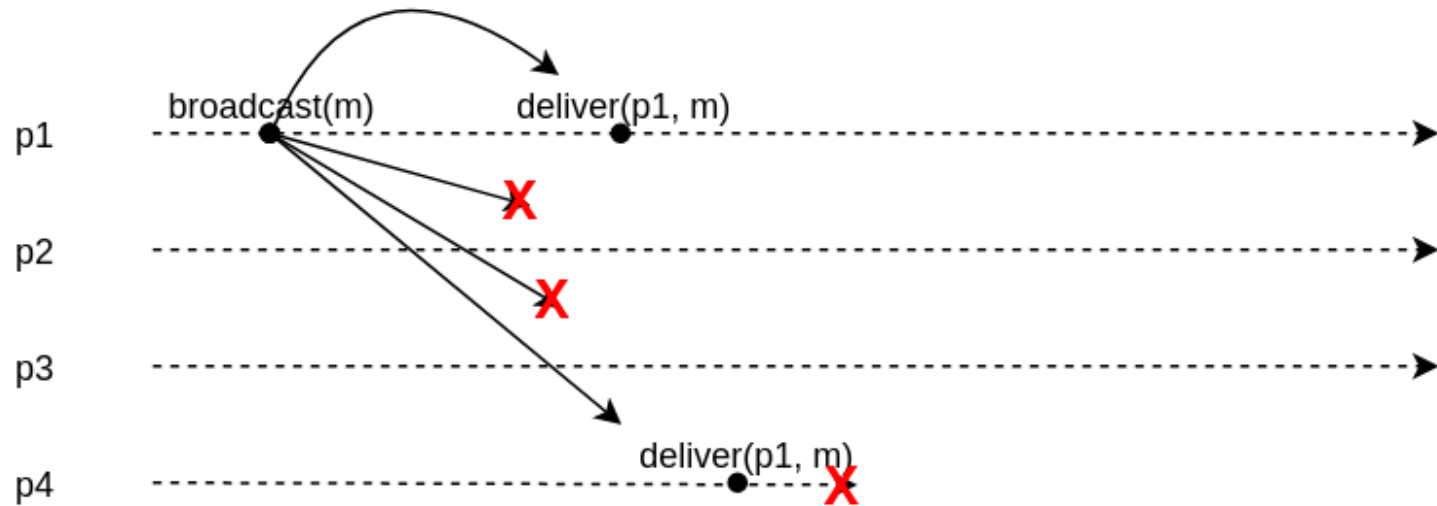 broadcast(m) deliver(p1, m)
p1
X
p2
X
p3
deliver(p1, m)
p4 X